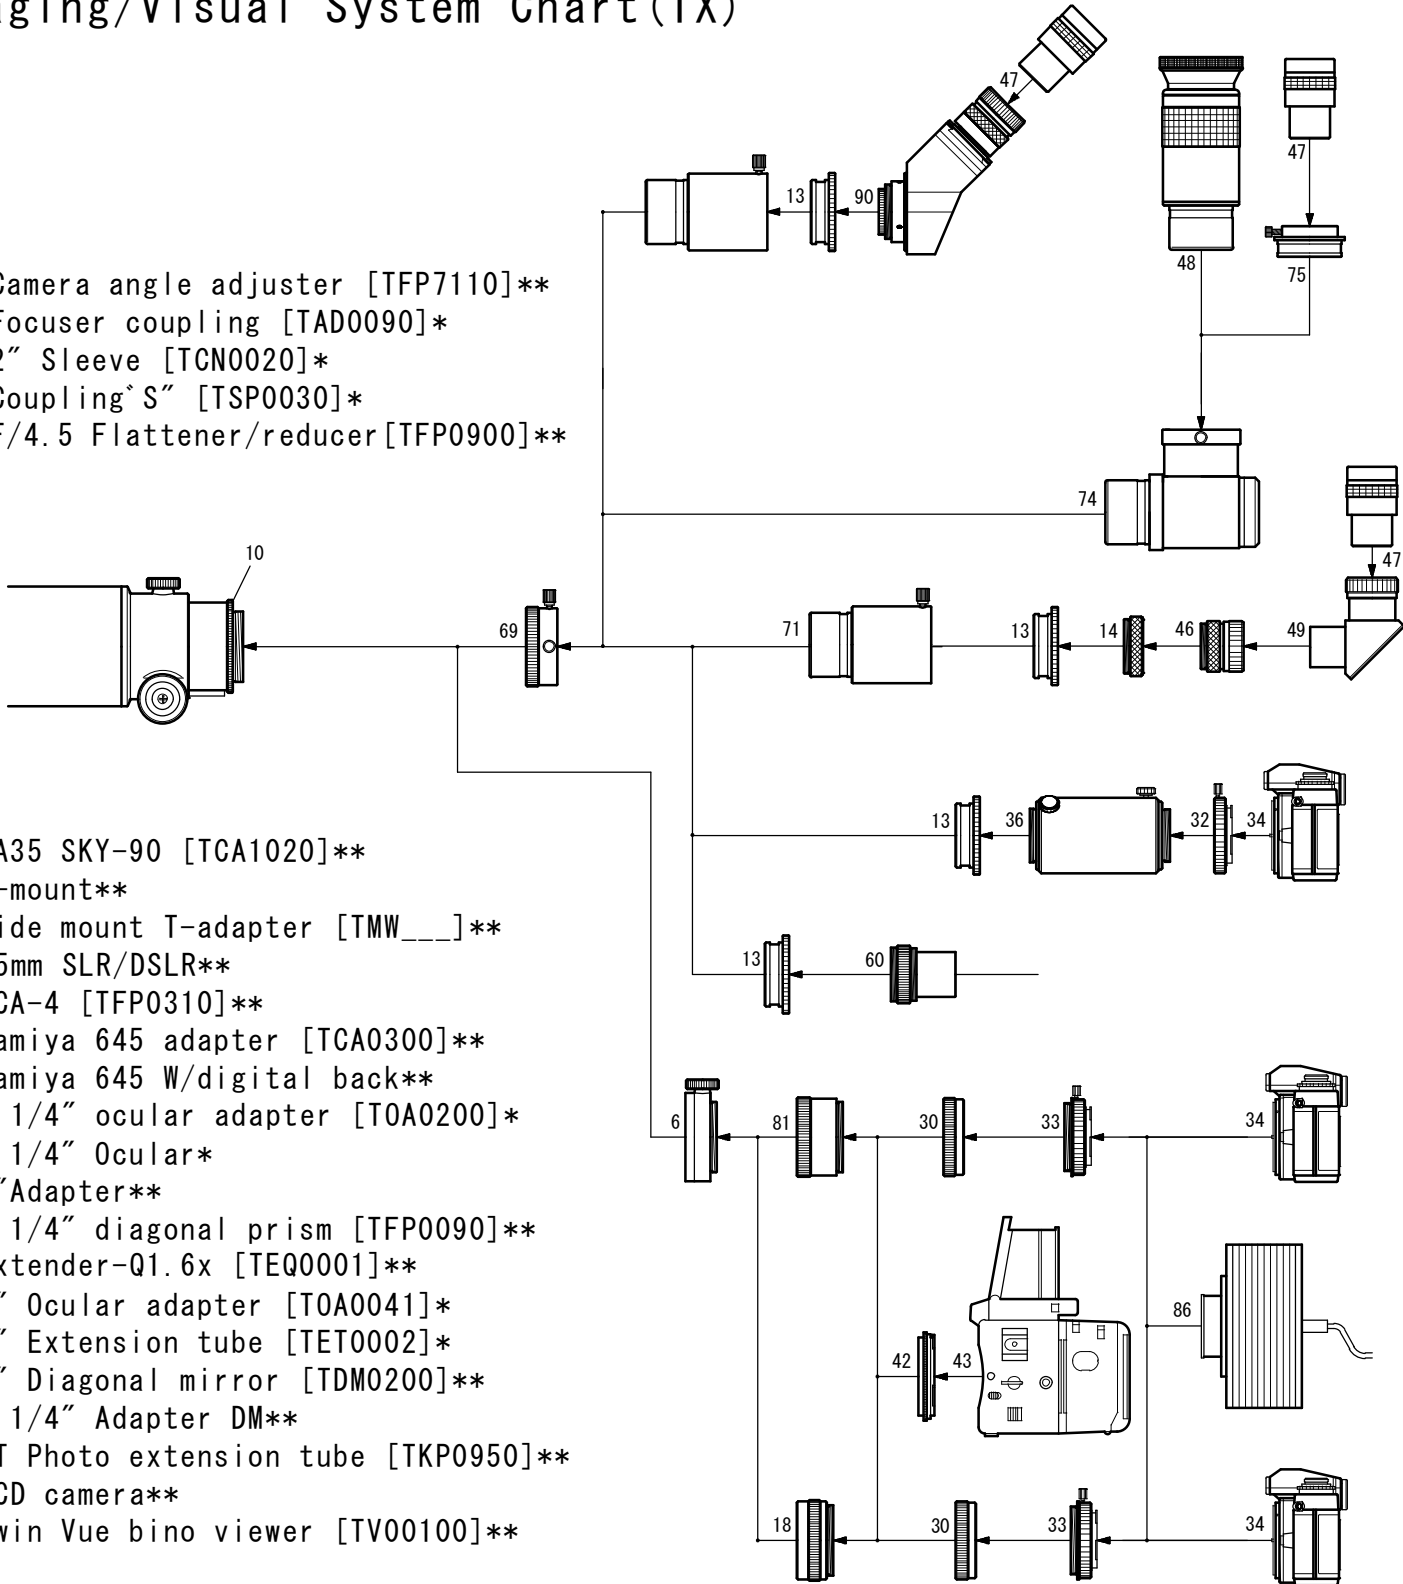 aging/Visual System Chart(TX)
47
47
13
90
48
75
Camera angle adjuster [TFP7110]**
Focuser coupling [TAD0090]*
2″ Sleeve [TCN0020]*
Coupling〝S″ [TSP0030]*
F/4.5 Flattener/reducer[TFP0900]**
74
10
47
69
71
13
14
46
49
13
36
32
34
A35 SKY-90 [TCA1020]**
-mount**
ide mount T-adapter [TMW___]**
5mm SLR/DSLR**
CA-4 [TFP0310]**
amiya 645 adapter [TCA0300]**
amiya 645 W/digital back**
1/4″ ocular adapter [TOA0200]*
1/4″ Ocular*
″Adapter**
1/4″ diagonal prism [TFP0090]**
xtender-Q1.6x [TEQ0001]**
″ Ocular adapter [TOA0041]*
″ Extension tube [TET0002]*
″ Diagonal mirror [TDM0200]**
1/4″ Adapter DM**
T Photo extension tube [TKP0950]**
CD camera**
win Vue bino viewer [TV00100]**
13
60
6
81
30
33
34
86
42
43
18
30
33
34